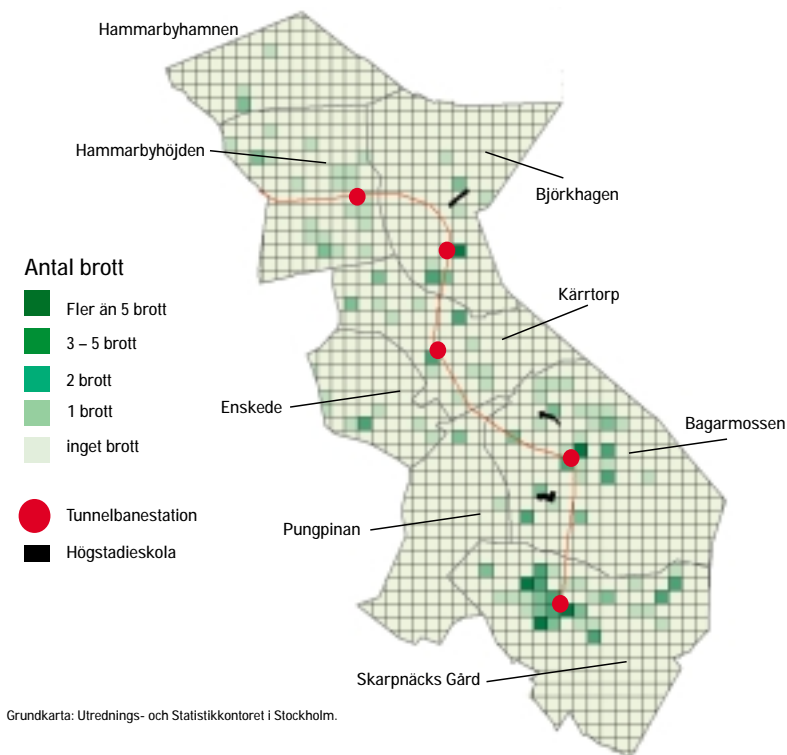 Hammarbyhamnen
Hammarbyhöjden
Björkhagen
Antal brott
Fler än 5 brott
3 – 5 brott
2 brott
1 brott
inget brott
Kärrtorp
Enskede
Bagarmossen
Tunnelbanestation
Högstadieskola
Pungpinan
Skarpnäcks Gård
Grundkarta: Utrednings- och Statistikkontoret i Stockholm.